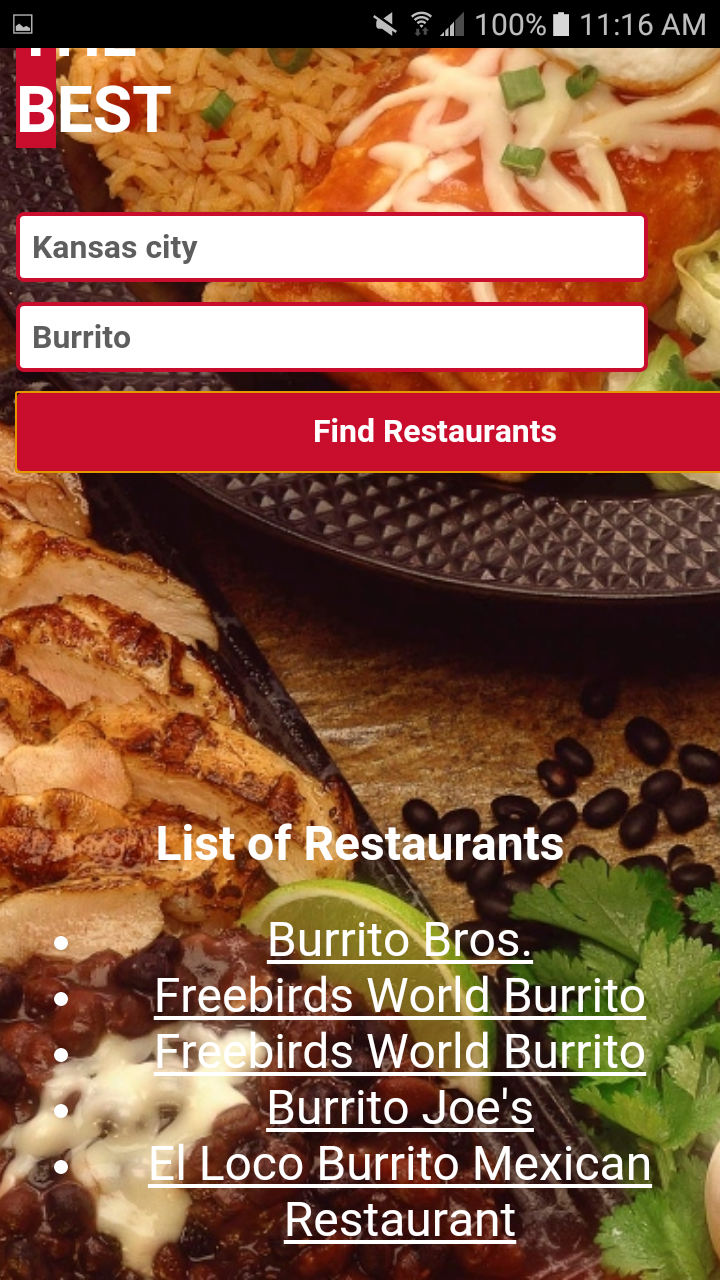 100% 11:16 AM
THE
BEST
Kansas city
Burrito
Find Restaurants
List of Restaurants
Burrito Bros.
Freebirds World Burrito
Freebirds World Burrito
Burrito Joe's
El Loco Burrito Mexican
Restaurant